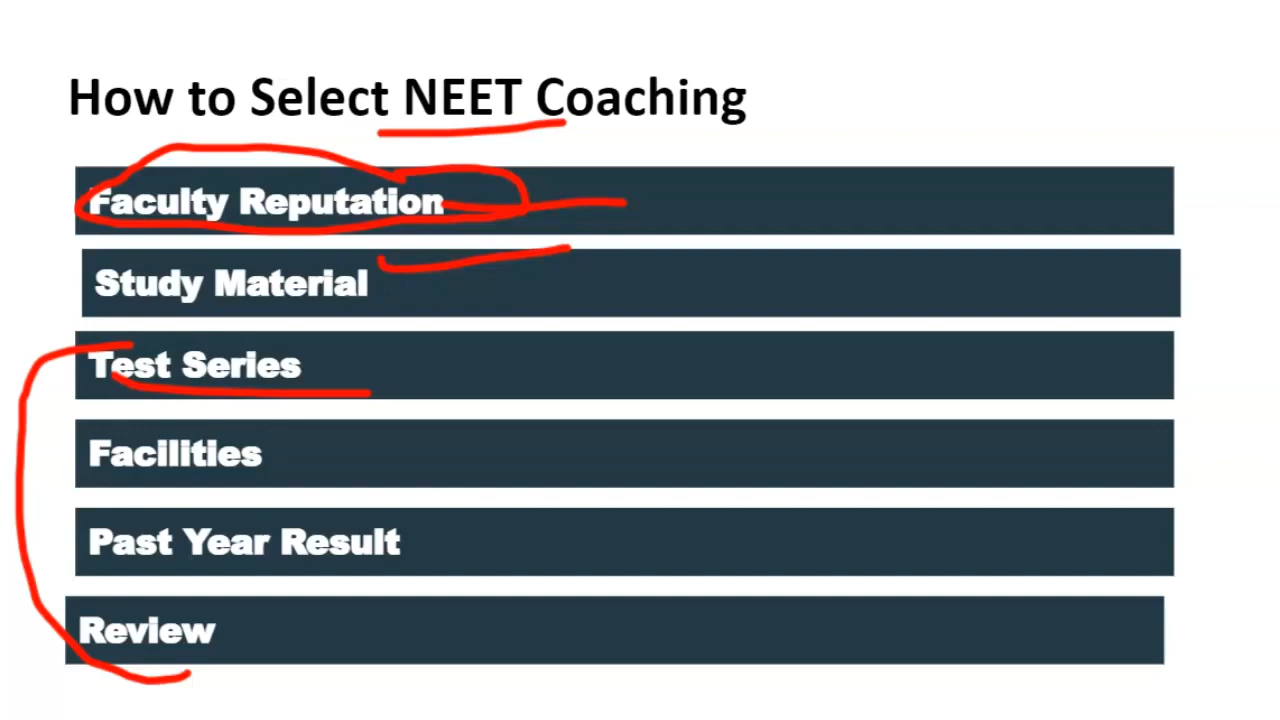 How to Select NEET Coaching
Faculty Reputation
Study Material
Test Series
Facilities
Past Year Result
Review